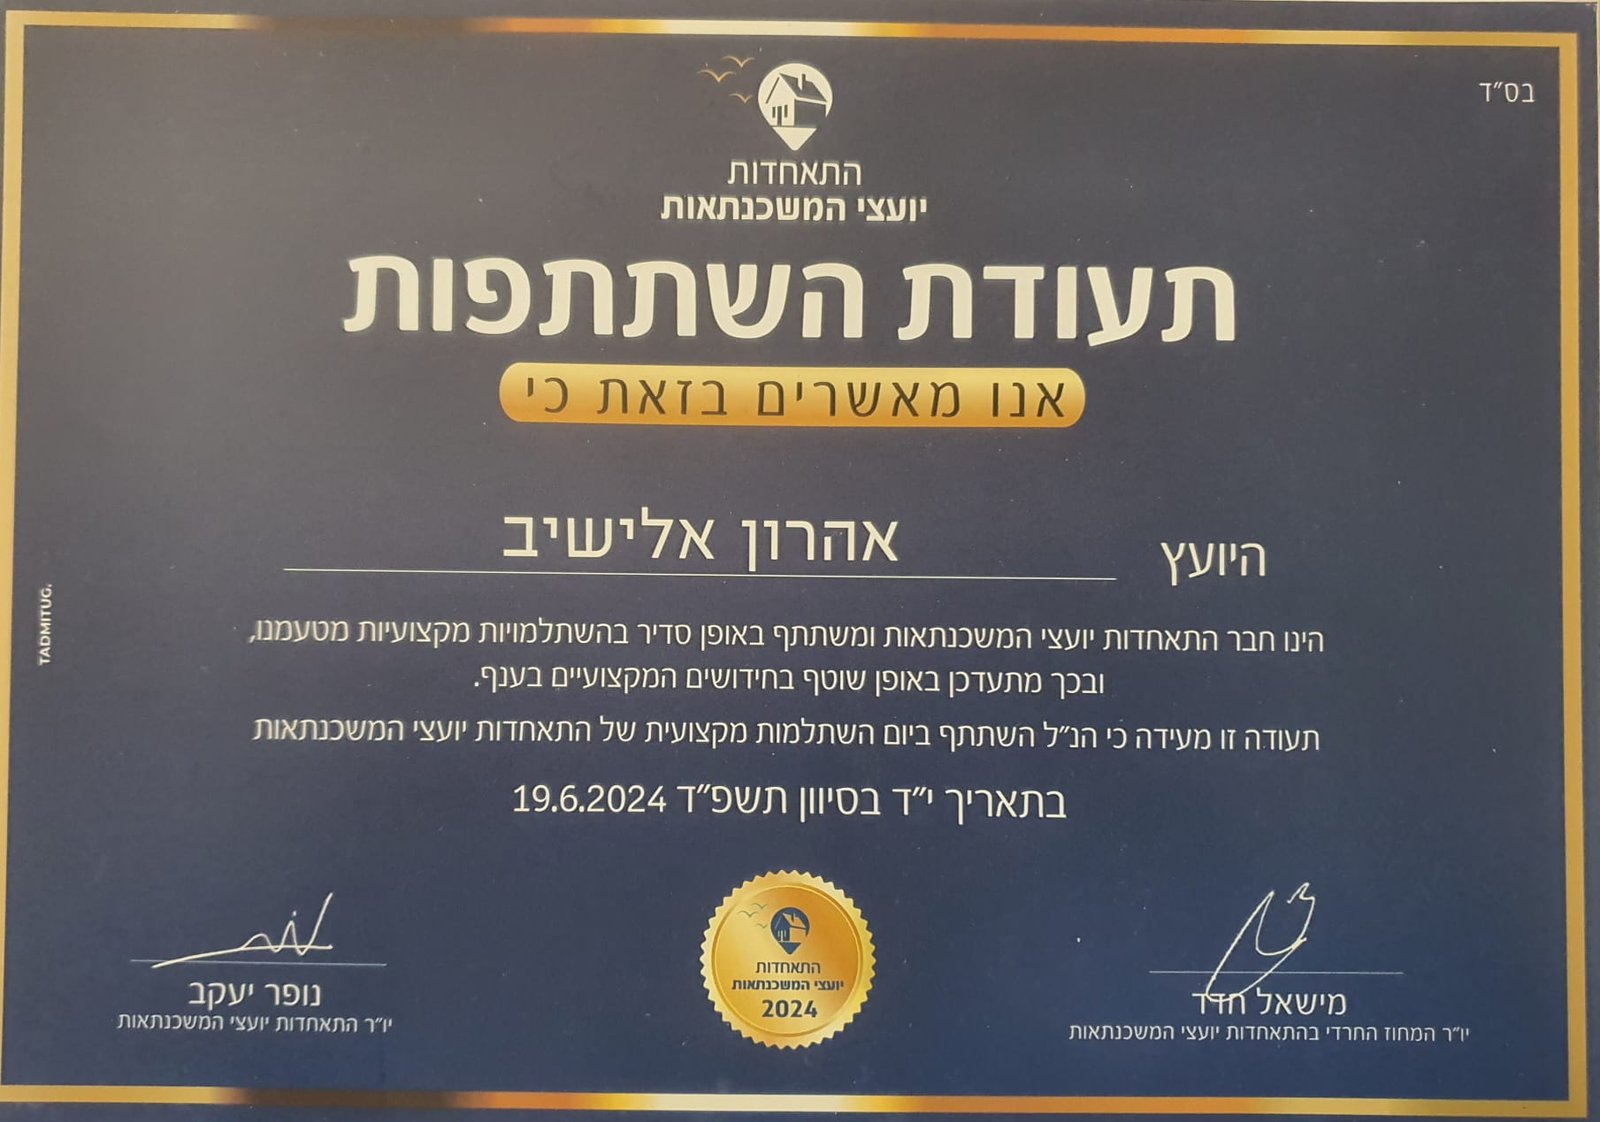 בס״ד
התאחדות
יועצי המשכנתאות
תעודת השתתפות
אנו מאשרים בזאת כי
היועץ אהרון אלישיב
הינו חבר התאחדות יועצי המשכנתאות ומשתתף באופן סדיר בהשתלמויות מקצועיות מטעמנו,
ובכך מתעדכן באופן שוטף בחידושים המקצועיים בענף.
תעודה זו מעידה כי הנ״ל השתתף ביום השתלמות מקצועית של התאחדות יועצי המשכנתאות
בתאריך י״ד בסיוון תשפ״ד 19.6.2024
מישאל חדד
יו״ר המחוז החרדי בהתאחדות יועצי המשכנתאות
התאחדות
יועצי המשכנתאות
2024
נופר יעקב
יו״ר התאחדות יועצי המשכנתאות
TADMITUG.